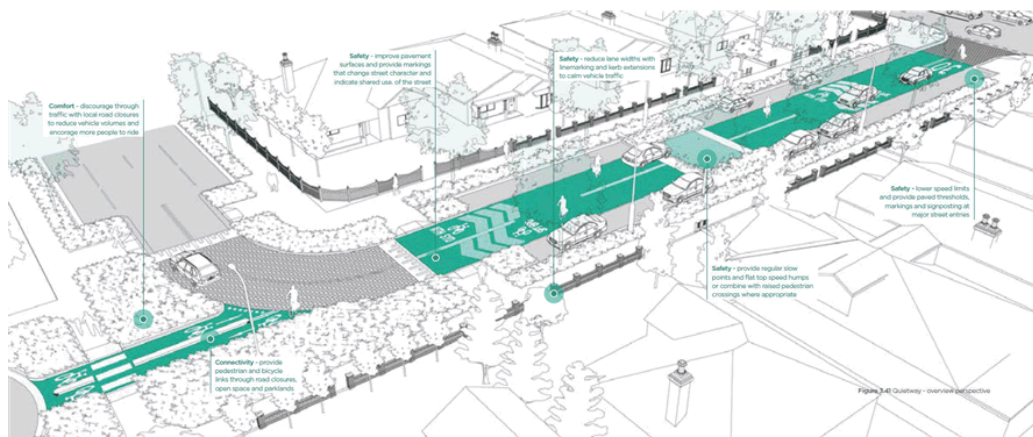 Safety - improve pavement
surfaces and provide markings
that change street character and
indicate shared use. of the street
Safety - reduce lane widths with
linemarking and kerb extensions
to calm vehicle traffic
Comfort - discourage through
traffic with local road closures
to reduce vehicle volumes and
encorage more people to ride
Safety - lower speed limits
and provide paved thresholds,
markings and signposting at
major street entries
Safety - provide regular slow
points and flat top speed humps
or combine with raised pedestrian
crossings where appropriate
Connectivity - provide
pedestrian and bicycle
links through road closures,
open space and parklands
Figure 3.41 Quietway - overview perspective